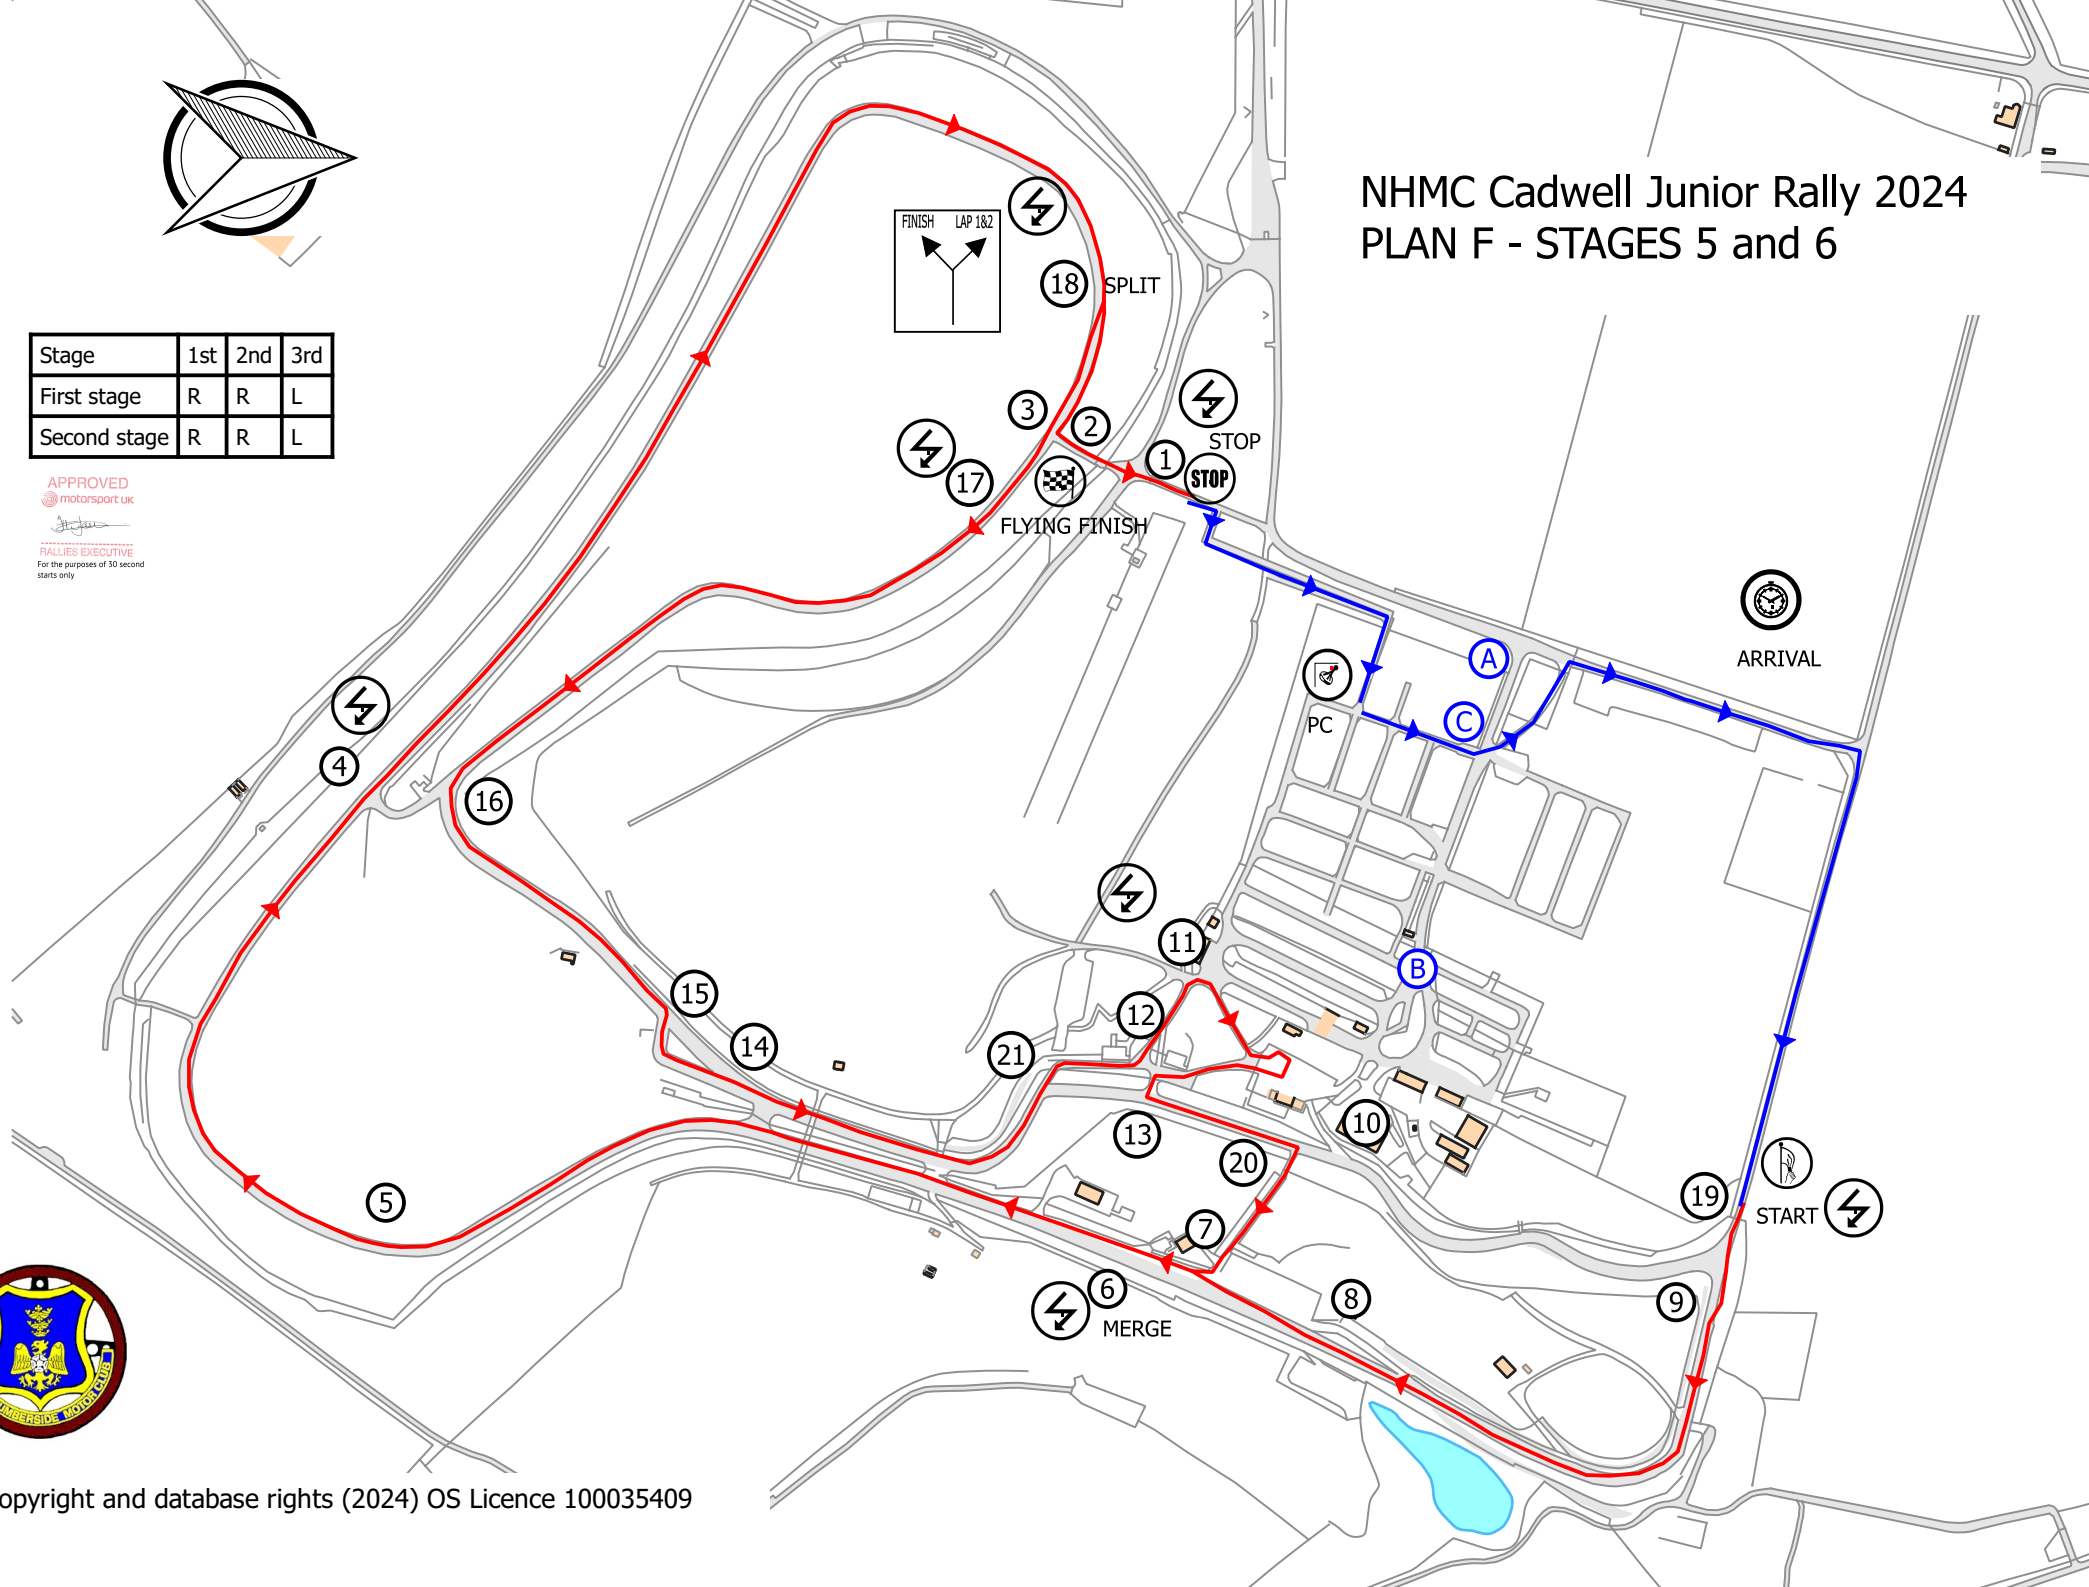 NHMC Cadwell Junior Rally 2024
PLAN F - STAGES 5 and 6
FINISH LAP 1&2
18 SPLIT
Stage 1st 2nd 3rd
First stage R R L
Second stage R R L
APPROVED
motorsport uk
RALLIES EXECUTIVE
For the purposes of 30 second
starts only
3
2
1
STOP
STOP
17
FLYING FINISH
ARRIVAL
A
C
PC
4
16
11
B
15
12
14
21
10
13
20
19
START
5
7
6
MERGE
8
9
UMBERSIDE MOTOR CLUB
opyright and database rights (2024) OS Licence 100035409